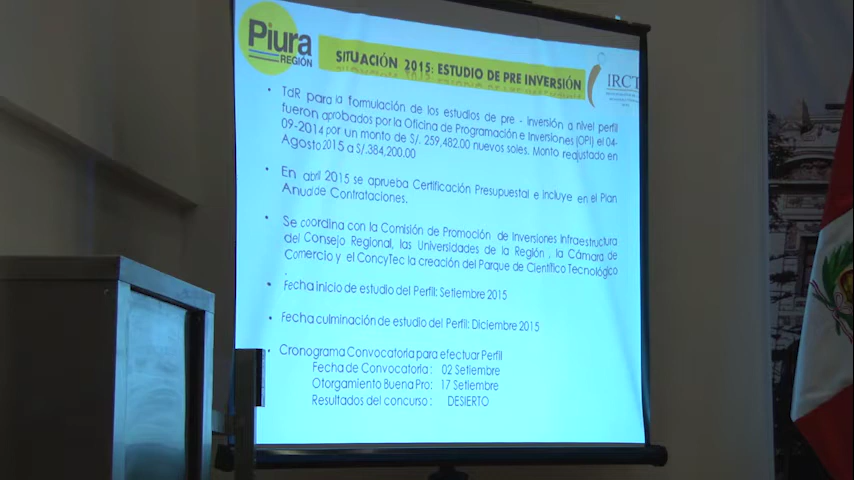 Piura
REGIÓN
SITUACIÓN 2015: ESTUDIO DE PRE INVERSIÓN
IRCT
• TdR para la formulación de los estudios de pre - inversión a nivel perfil
fueron aprobados por la Oficina de Programación e Inversiones (OPI) el 04-
09-2014 por un monto de S/. 259,482.00 nuevos soles. Monto reajustado en
Agosto 2015 a S/.384,200.00
• En abril 2015 se aprueba Certificación Presupuestal e incluye en el Plan
Anual de Contrataciones.
• Se coordina con la Comisión de Promoción de Inversiones Infraestructura
del Consejo Regional, las Universidades de la Región , la Cámara de
Comercio y el ConcyTec la creación del Parque de Científico Tecnológico
.
• Fecha inicio de estudio del Perfil: Setiembre 2015
• Fecha culminación de estudio del Perfil: Diciembre 2015
• Cronograma Convocatoria para efectuar Perfil
Fecha de Convocatoria : 02 Setiembre
Otorgamiento Buena Pro: 17 Setiembre
Resultados del concurso : DESIERTO